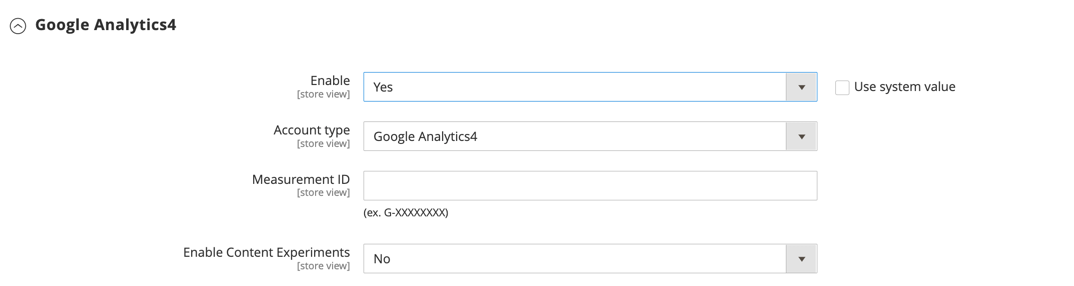 Google Analytics4
Enable
[store view]
Yes
Use system value
Account type
[store view]
Google Analytics4
Measurement ID
[store view]
(ex. G-XXXXXXXX)
Enable Content Experiments
[store view]
No